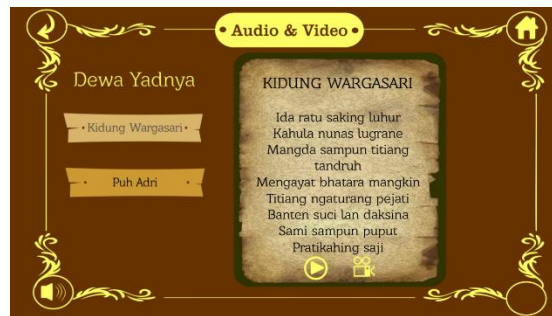 Audio & Video
Dewa Yadnya
Kidung Wargasari
Puh Adri
KIDUNG WARGASARI
Ida ratu saking luhur
Kahula nunas lugrane
Mangda sampun titiang
tandruh
Mengayat bhatara mangkin
Titiang ngaturang pejati
Banten suci lan daksina
Sami sampun puput
Pratikahing saji